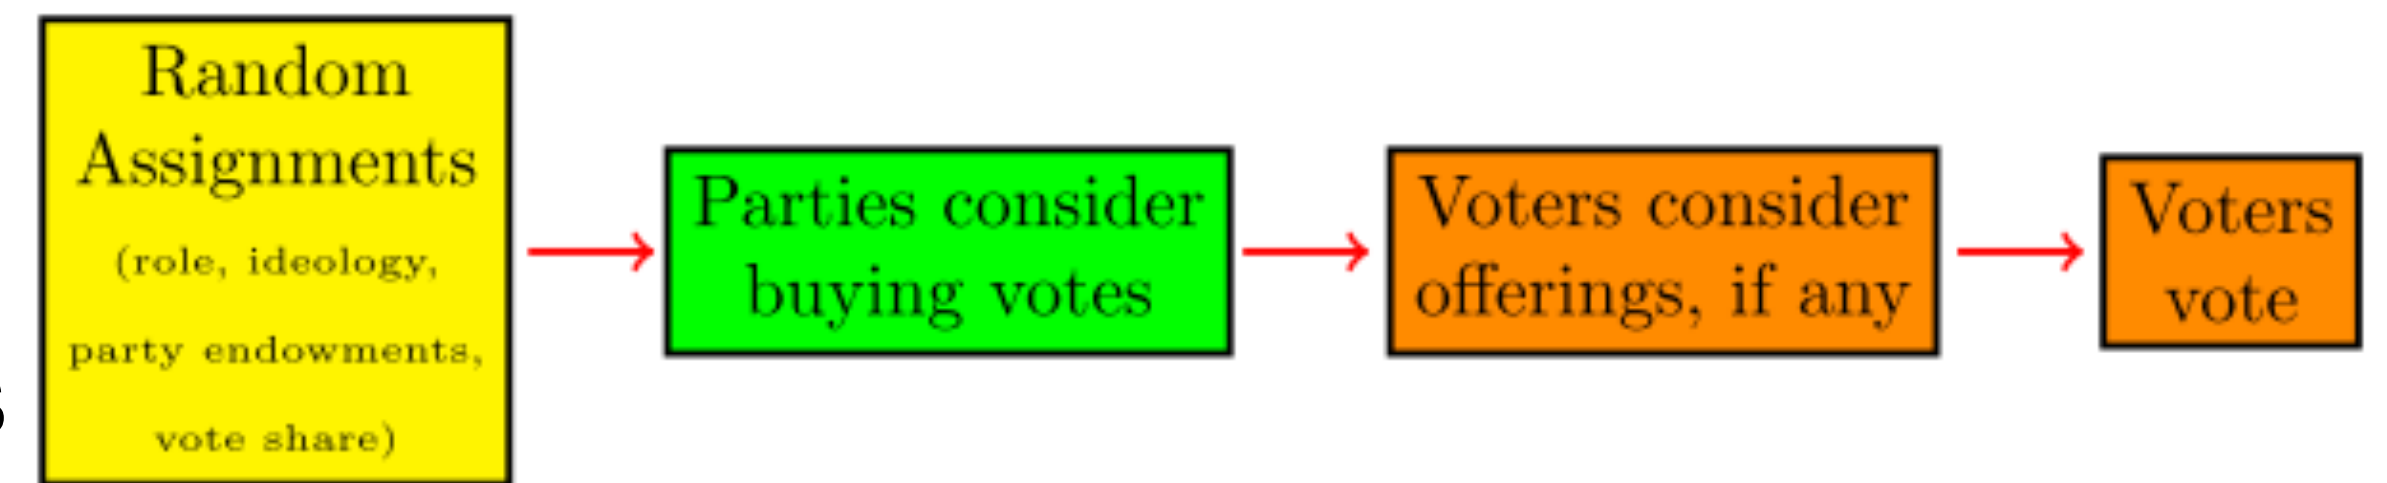 Random
Assignments
(role, ideology,
party endowments,
vote share)
Parties consider
buying votes
Voters consider
offerings, if any
Voters
vote